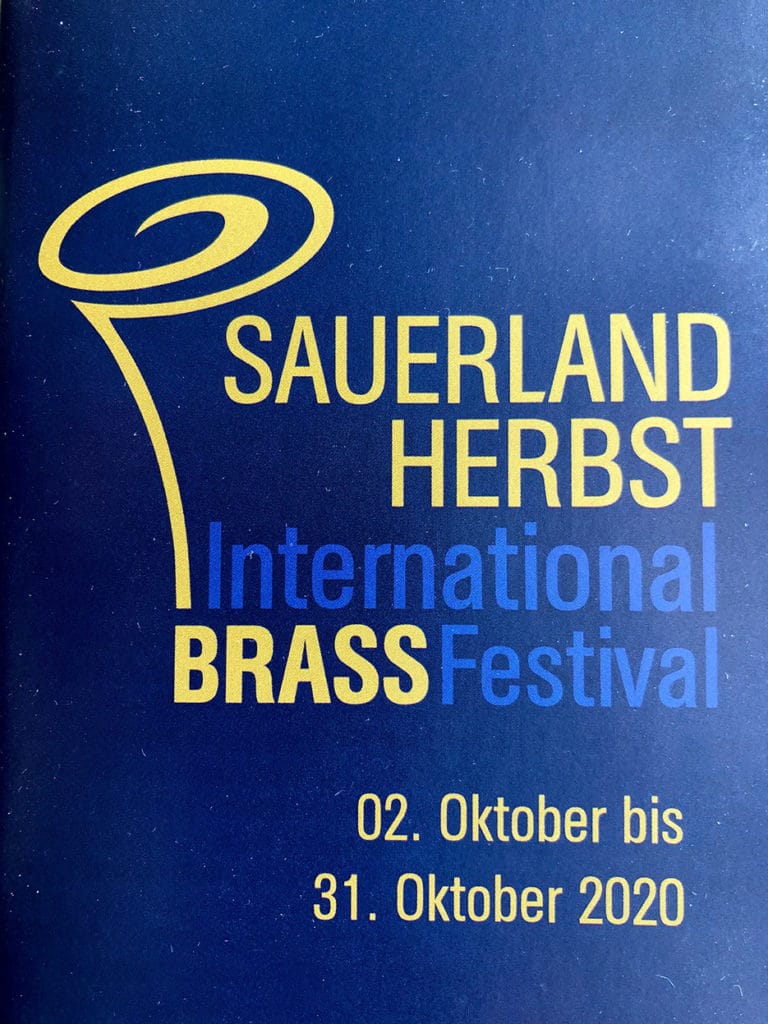 SAUERLAND
HERBST
International
BRASS Festival
02. Oktober bis
31. Oktober 2020